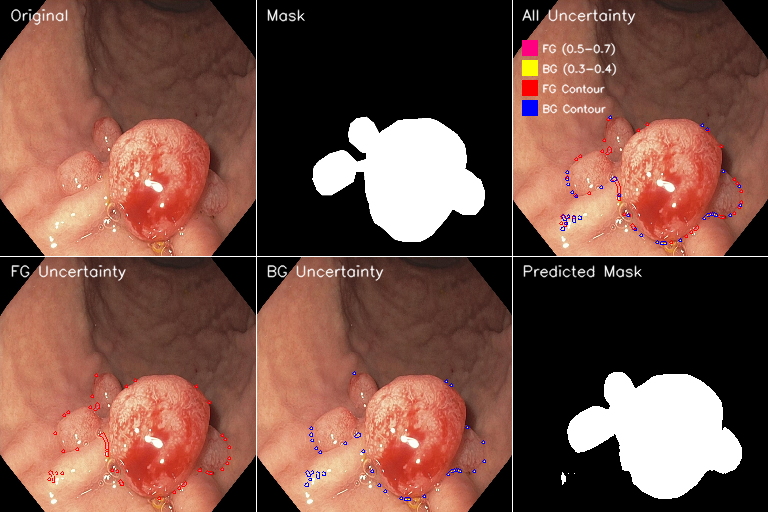 Original
Mask
All Uncertainty
FG (0.5-0.7)
BG (0.3-0.4)
FG Contour
BG Contour
FG Uncertainty
BG Uncertainty
Predicted Mask